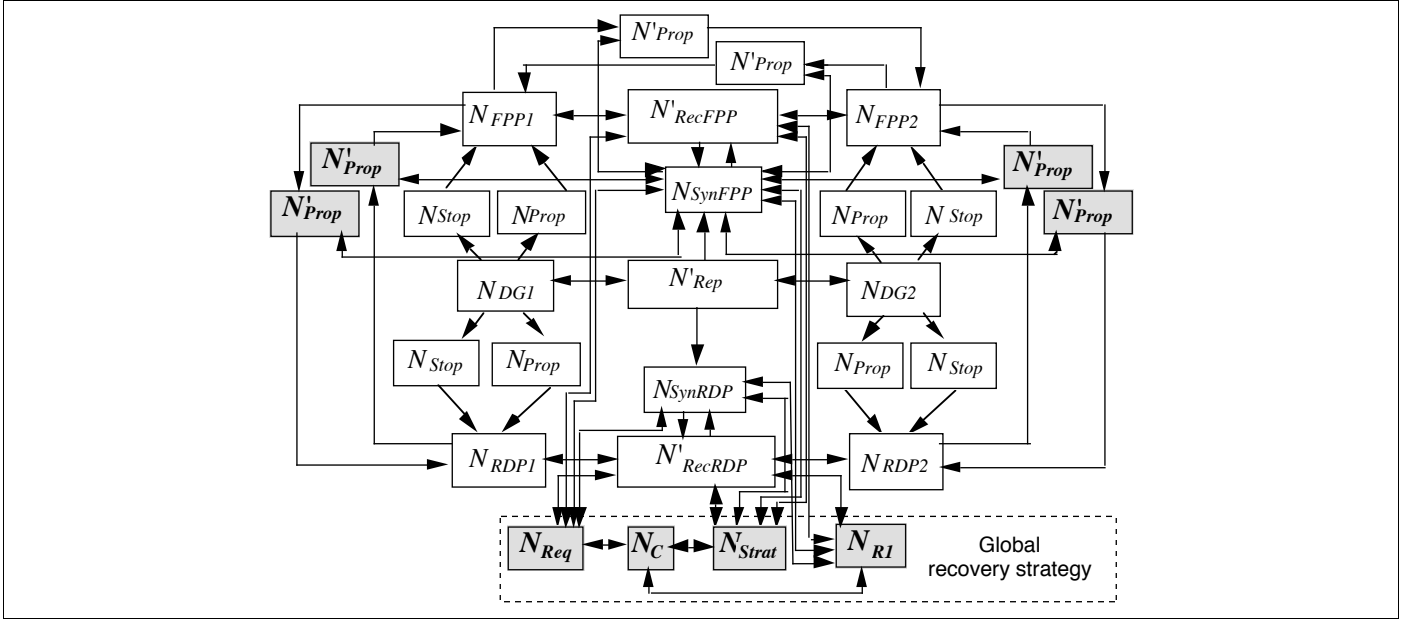 N'Prop
N'Prop
NFPP1
N'RecFPP
NFPP2
N'Prop
N'Prop
N'Prop
NStop
NProp
NSynFPP
NProp
NStop
N'Prop
NDG1
N'Rep
NDG2
NStop
NProp
NProp
NStop
NSynRDP
NRDP1
N'RecRDP
NRDP2
NReq
NC
NStrat
NR1
Global
recovery strategy